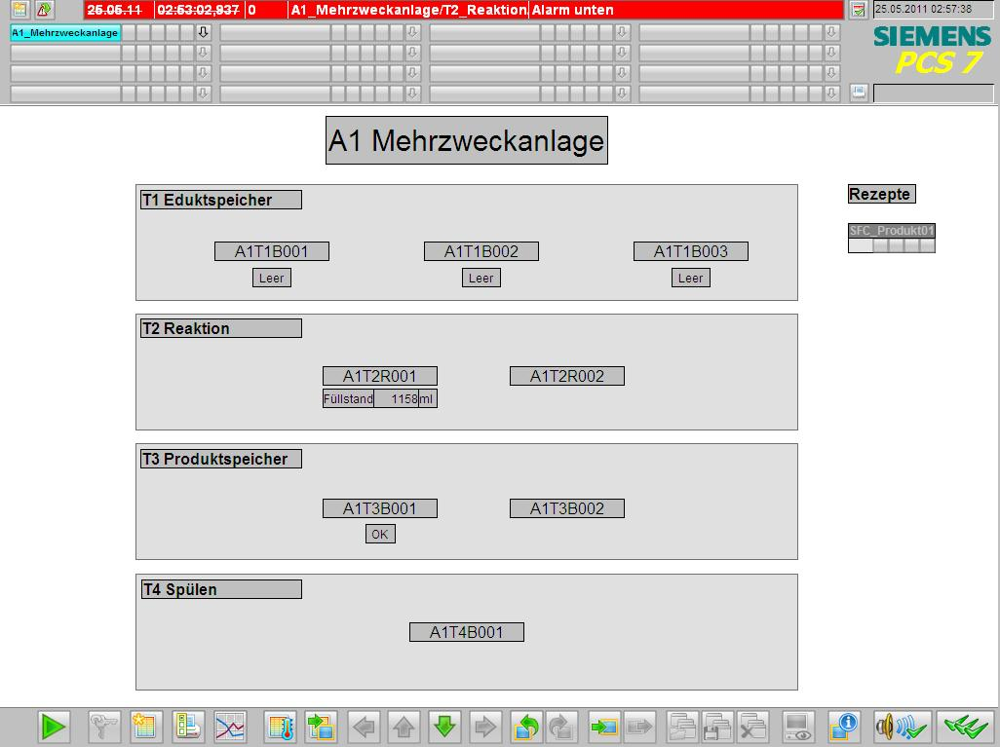 25.05.11 02:53:02,937 0 A1_Mehrzweckanlage/T2_Reaktion Alarm unten
25.05.2011 02:57:38
A1_Mehrzweckanlage
SIEMENS
PCS 7
A1 Mehrzweckanlage
T1 Eduktspeicher
A1T1B001 A1T1B002 A1T1B003
Leer Leer Leer
Rezepte
SFC_Produkt01
T2 Reaktion
A1T2R001 A1T2R002
Füllstand 1158 ml
T3 Produktspeicher
A1T3B001 A1T3B002
OK
T4 Spülen
A1T4B001